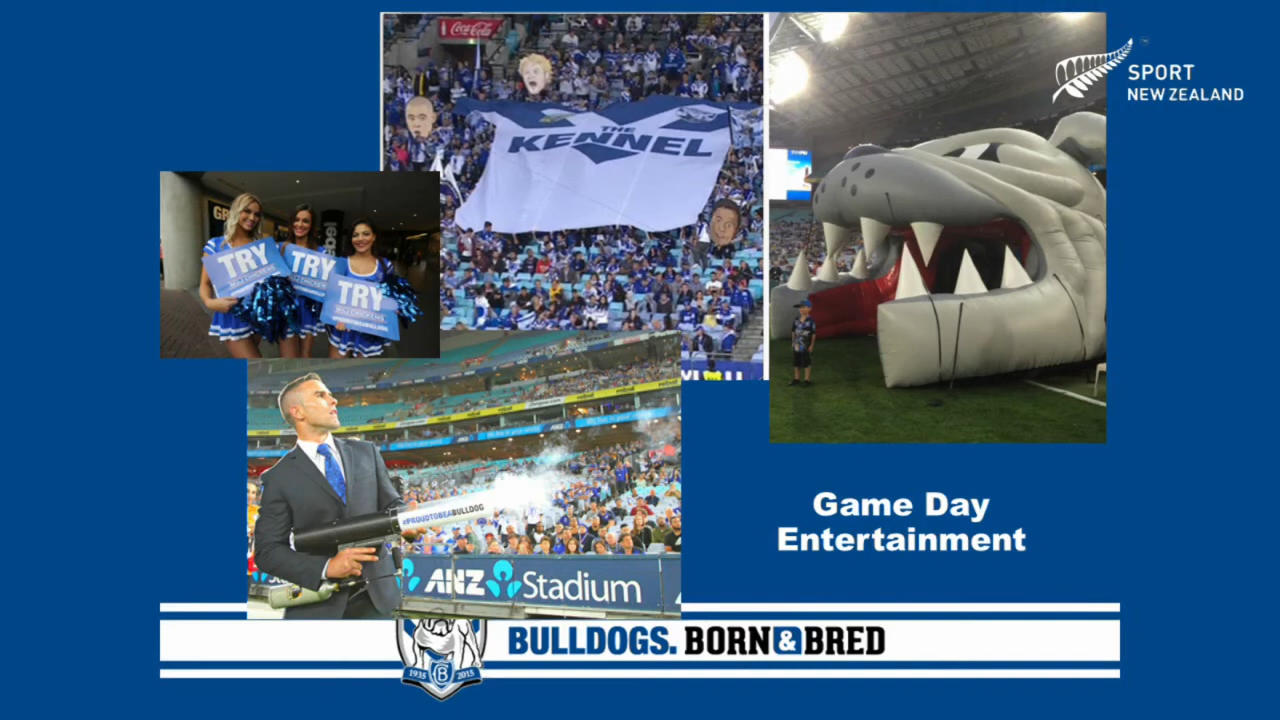 Coca-Cola
SPORT
NEW ZEALAND
THE
KENNEL
TRY
TRY
TRY
#PROUDTOBEABULLDOG
ANZ Stadium
Game Day
Entertainment
BULLDOGS. BORN&BRED
1935 CB 2015